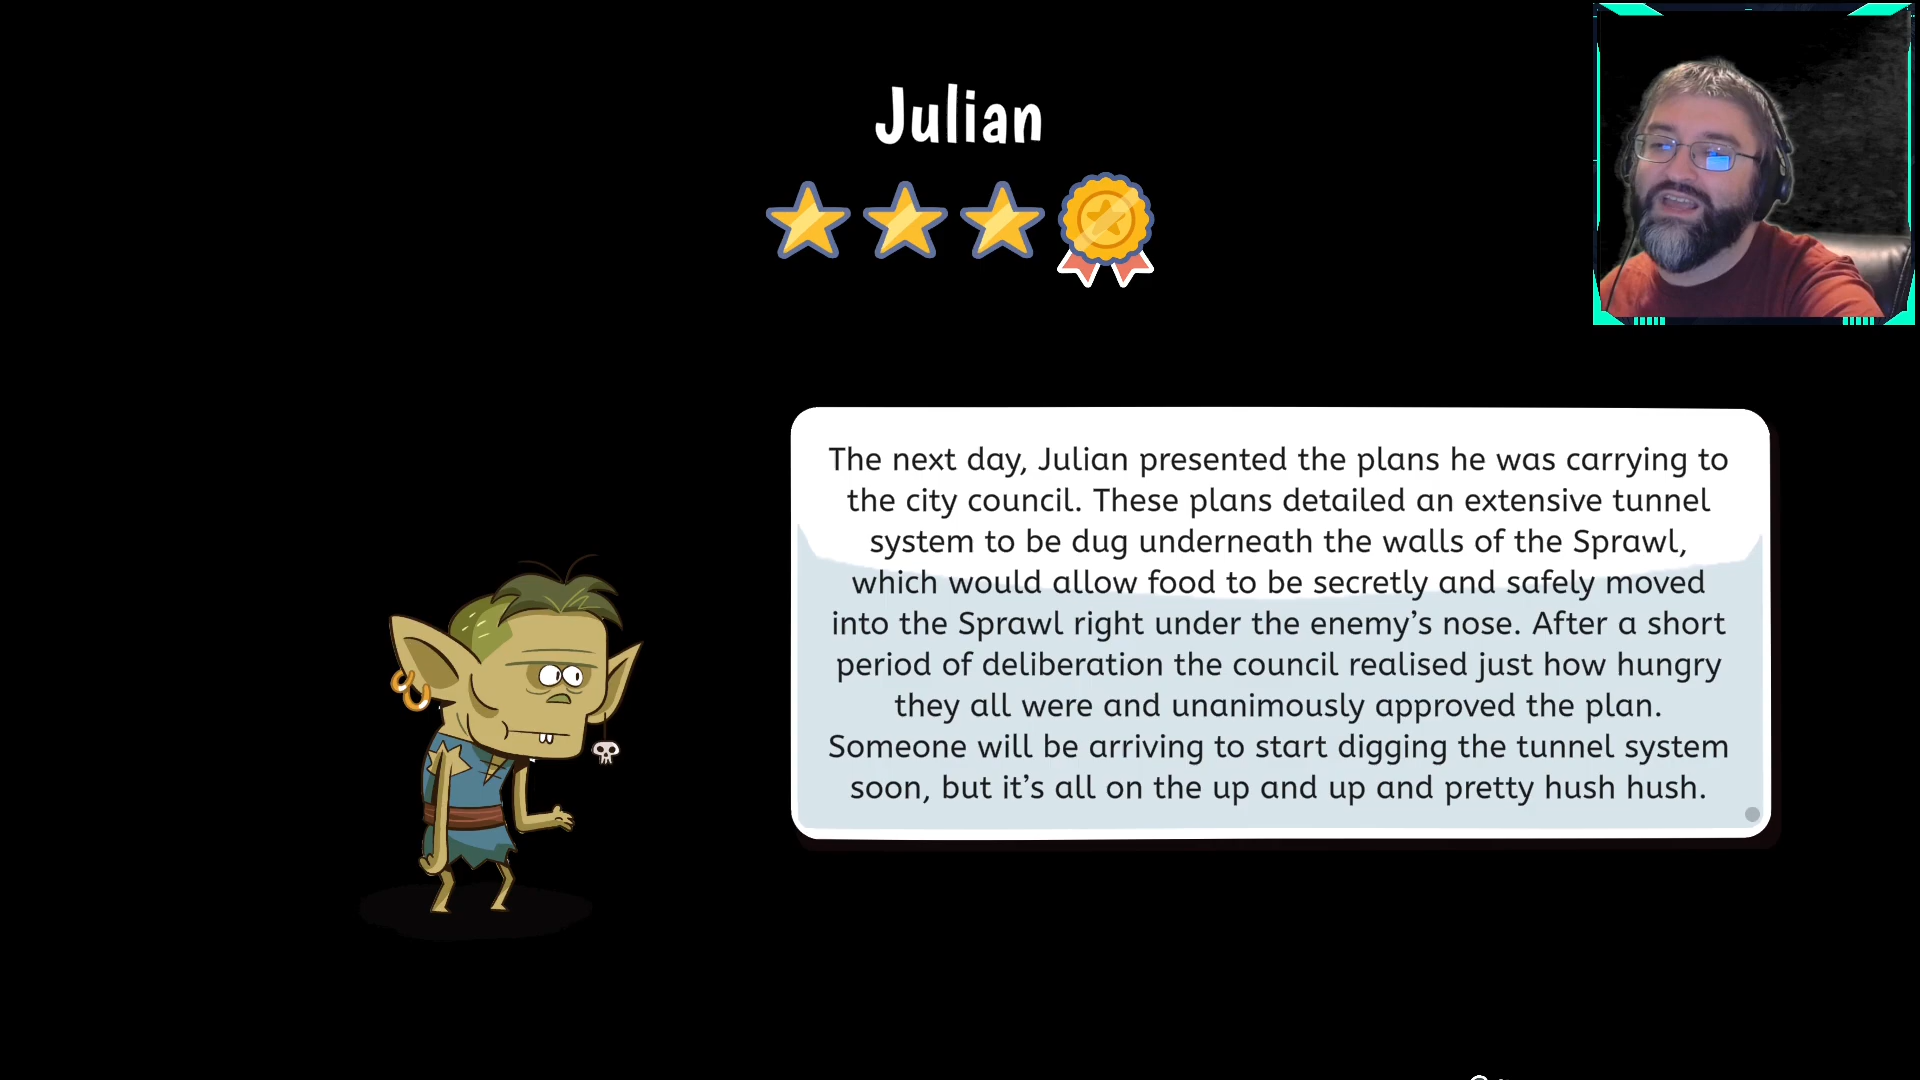 Julian
The next day, Julian presented the plans he was carrying to
the city council. These plans detailed an extensive tunnel
system to be dug underneath the walls of the Sprawl,
which would allow food to be secretly and safely moved
into the Sprawl right under the enemy’s nose. After a short
period of deliberation the council realised just how hungry
they all were and unanimously approved the plan.
Someone will be arriving to start digging the tunnel system
soon, but it’s all on the up and up and pretty hush hush.